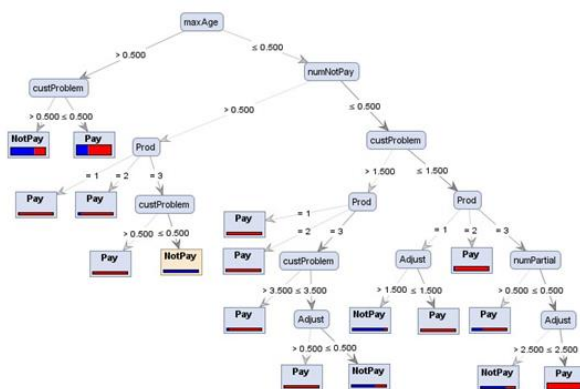 maxAge
> 0.500 ≤ 0.500
custProblem numNotPay
> 0.500 ≤ 0.500 > 0.500 ≤ 0.500
NotPay Pay Prod custProblem
= 1 = 2 = 3 > 1.500 ≤ 1.500
Pay Pay custProblem Prod Prod
> 0.500 ≤ 0.500 = 1 = 2 = 3 = 1 = 2 = 3
Pay NotPay Pay Pay custProblem Adjust Pay numPartial
> 3.500 ≤ 3.500 > 1.500 ≤ 1.500 > 0.500 ≤ 0.500
Pay Adjust NotPay Pay Pay Adjust
> 0.500 ≤ 0.500 > 2.500 ≤ 2.500
Pay NotPay NotPay Pay